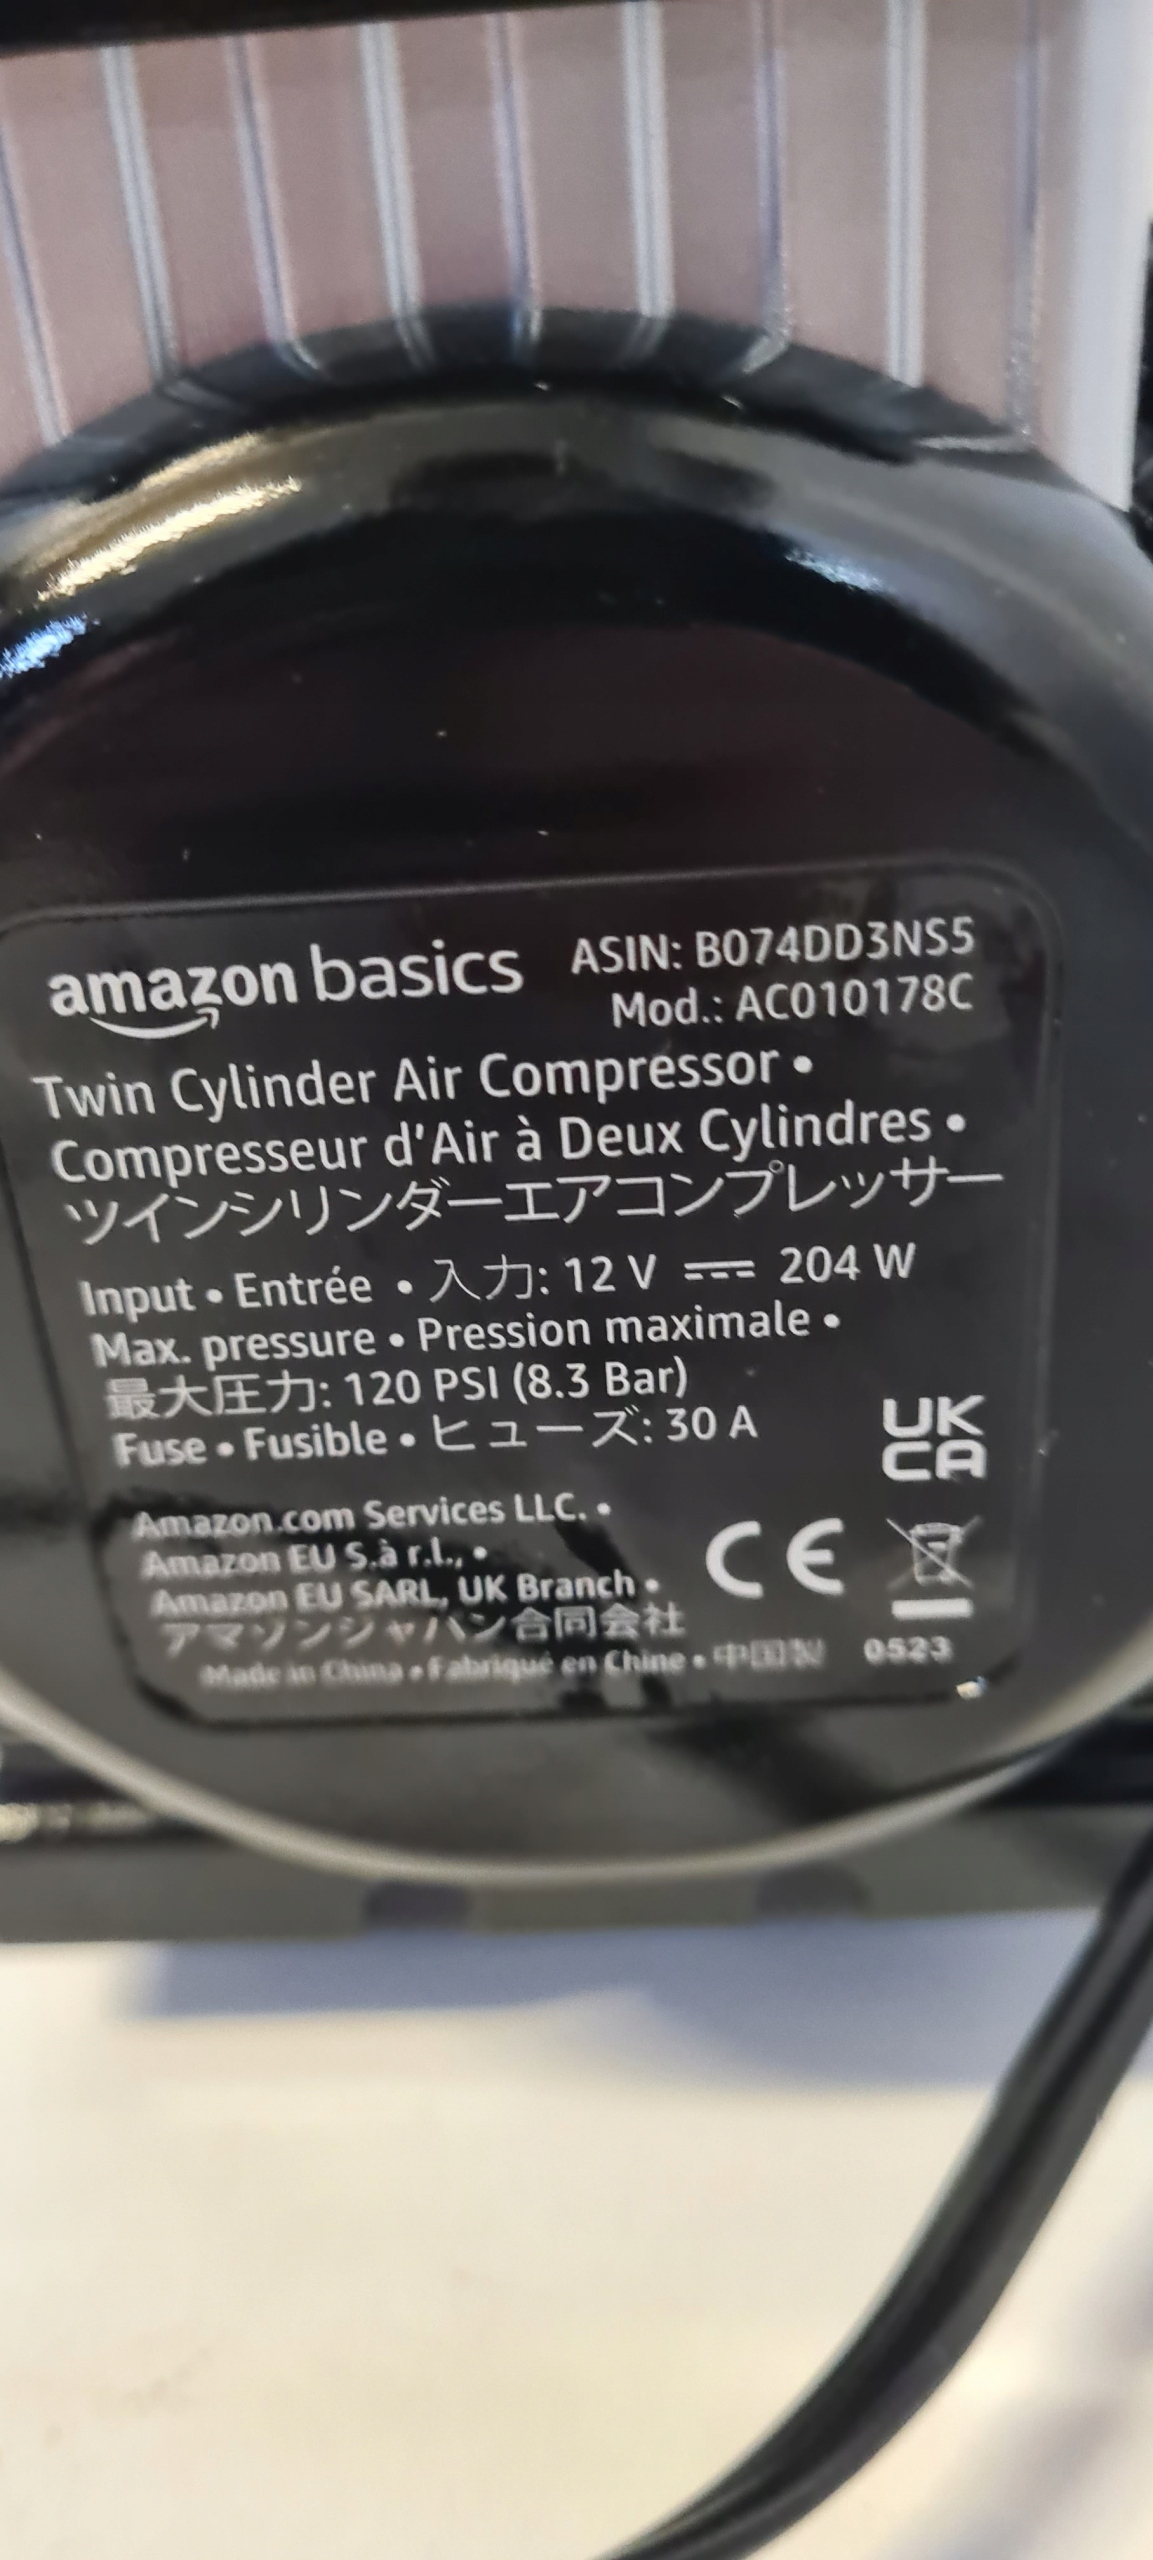 amazon basics ASIN: B074DD3NS5
Mod.: AC010178C
Twin Cylinder Air Compressor •
Compresseur d'Air à Deux Cylindres •
ツインシリンダーエアコンプレッサー
Input • Entrée • 入力: 12 V ⎓ 204 W
Max. pressure • Pression maximale •
最大圧力: 120 PSI (8.3 Bar)
Fuse • Fusible • ヒューズ: 30 A
UK
CA
Amazon.com Services LLC. •
Amazon EU S.à r.l., •
Amazon EU SARL, UK Branch •
CE
アマゾンジャパン合同会社
Made in China • Fabriqué en Chine • 中国製 0523